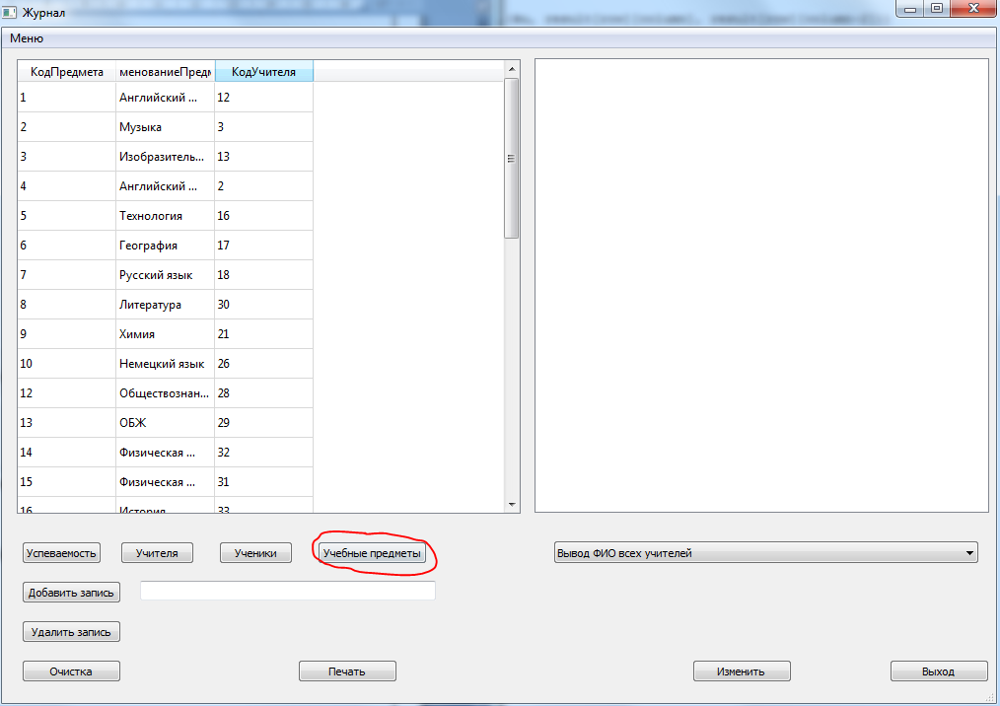 Журнал
Меню
КодПредмета менованиеПредм КодУчителя
1 Английский ... 12
2 Музыка 3
3 Изобразитель... 13
4 Английский ... 2
5 Технология 16
6 География 17
7 Русский язык 18
8 Литература 30
9 Химия 21
10 Немецкий язык 26
12 Обществознан... 28
13 ОБЖ 29
14 Физическая ... 32
15 Физическая ... 31
16 История 33
Успеваемость Учителя Ученики Учебные предметы Вывод ФИО всех учителей
Добавить запись
Удалить запись
Очистка Печать Изменить Выход